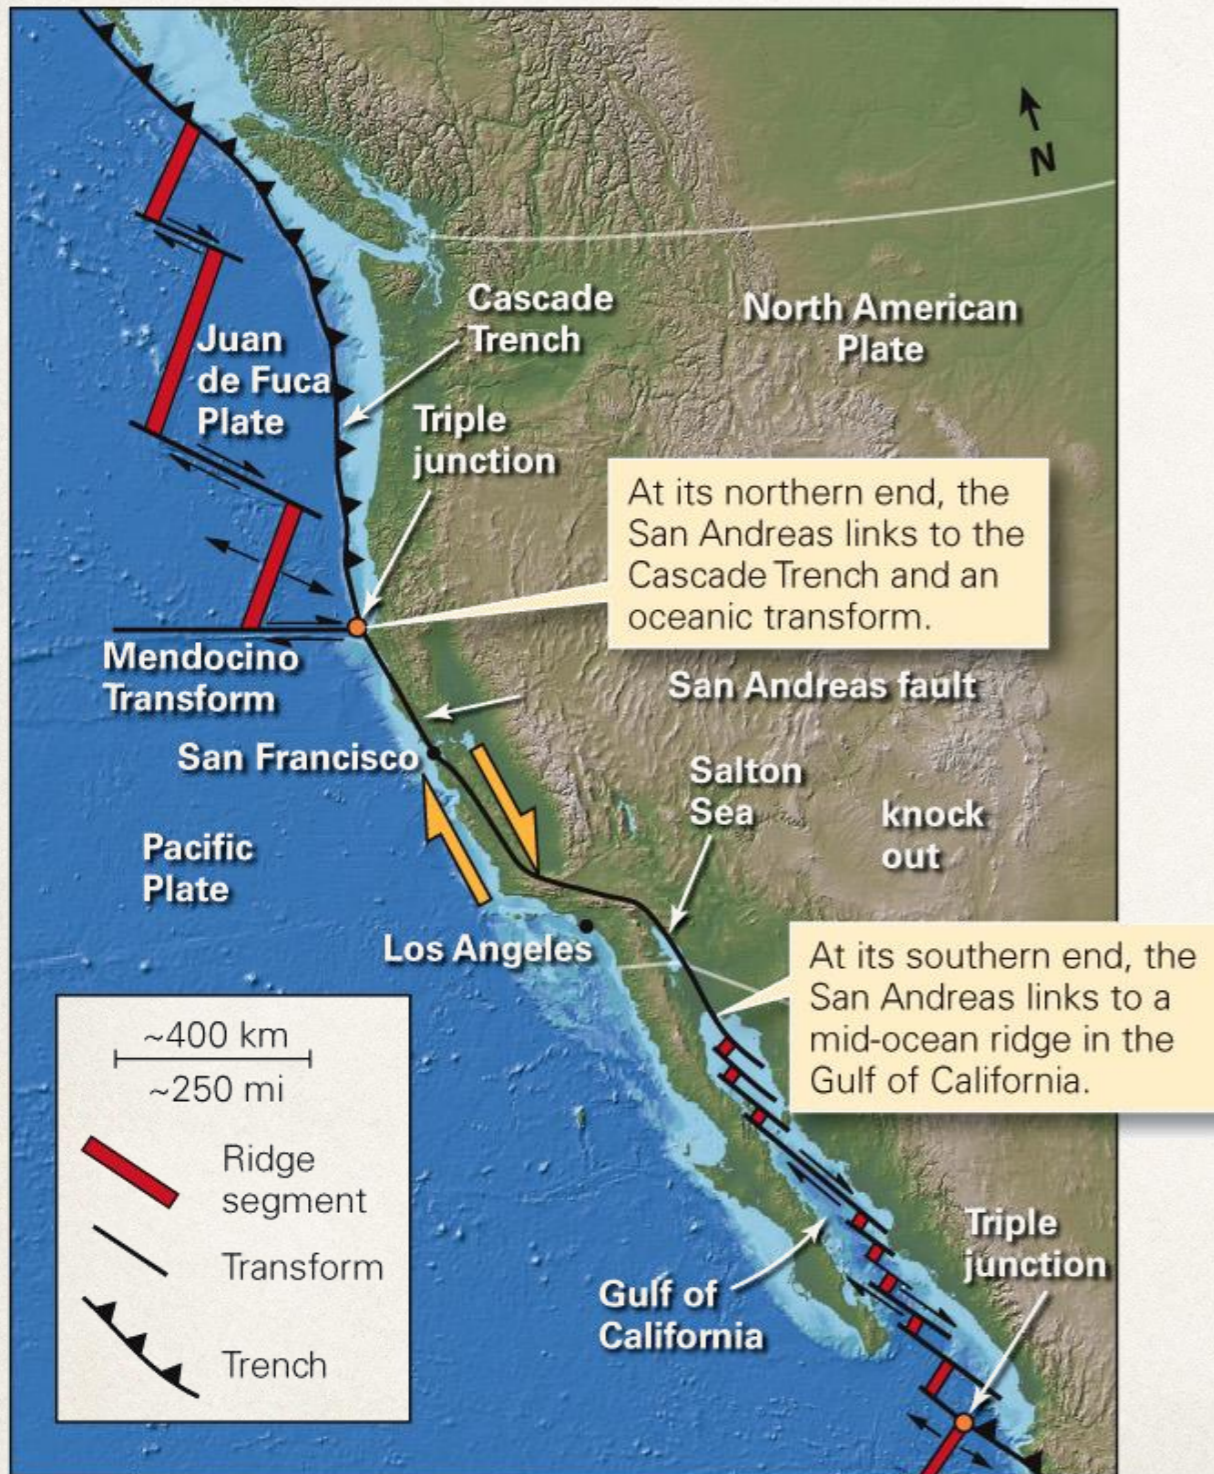 N
Cascade
Trench
North American
Plate
Juan
de Fuca
Plate
Triple
junction
At its northern end, the
San Andreas links to the
Cascade Trench and an
oceanic transform.
Mendocino
Transform
San Andreas fault
San Francisco
Salton
Sea
knock
out
Pacific
Plate
Los Angeles
At its southern end, the
San Andreas links to a
mid-ocean ridge in the
Gulf of California.
~400 km
~250 mi
Ridge
segment
Transform
Trench
Triple
junction
Gulf of
California